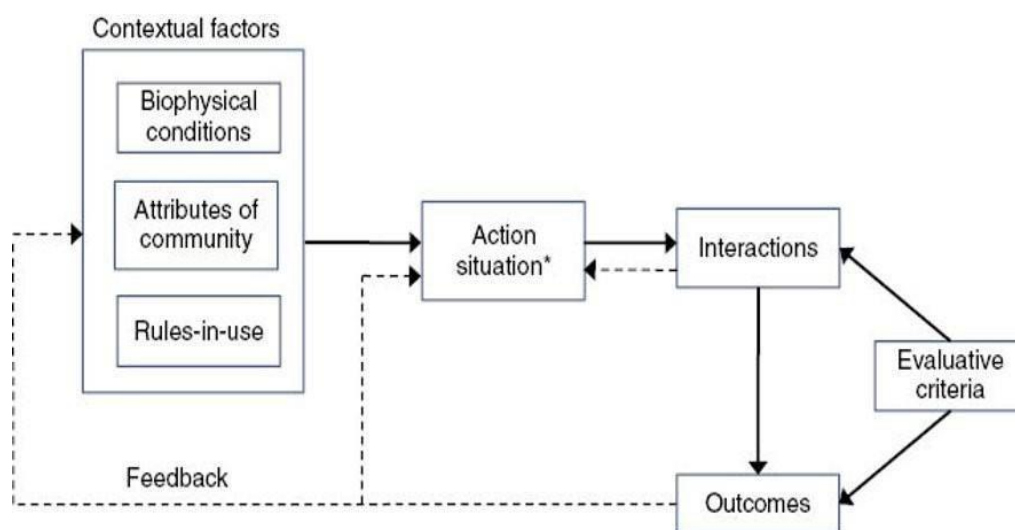 Contextual factors
Biophysical
conditions
Attributes of
community
Rules-in-use
Action
situation*
Interactions
Evaluative
criteria
Feedback
Outcomes